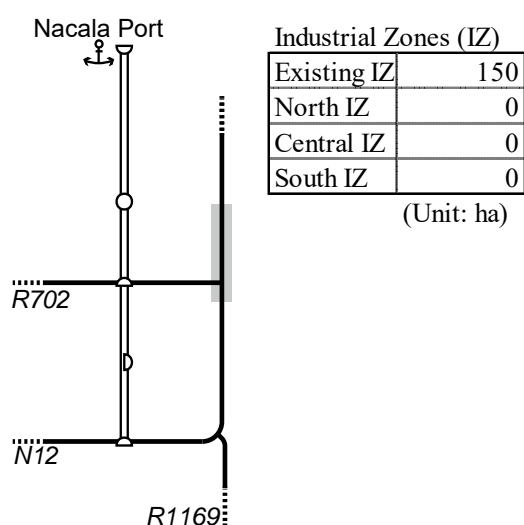 Nacala Port
Industrial Zones (IZ)
Existing IZ 150
North IZ 0
Central IZ 0
South IZ 0
(Unit: ha)
R702
N12
R1169